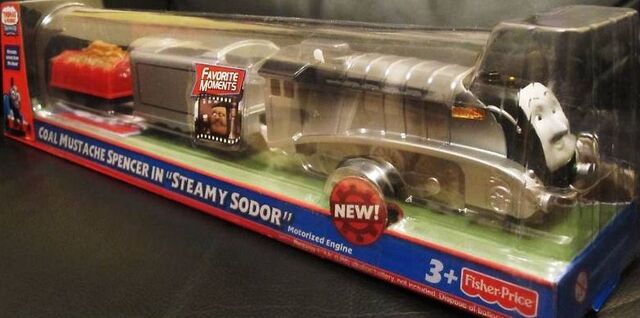 FAVORITE
MOMENTS
COAL MUSTACHE SPENCER IN "STEAMY SODOR"
Motorized Engine
NEW!
3+
Fisher-Price